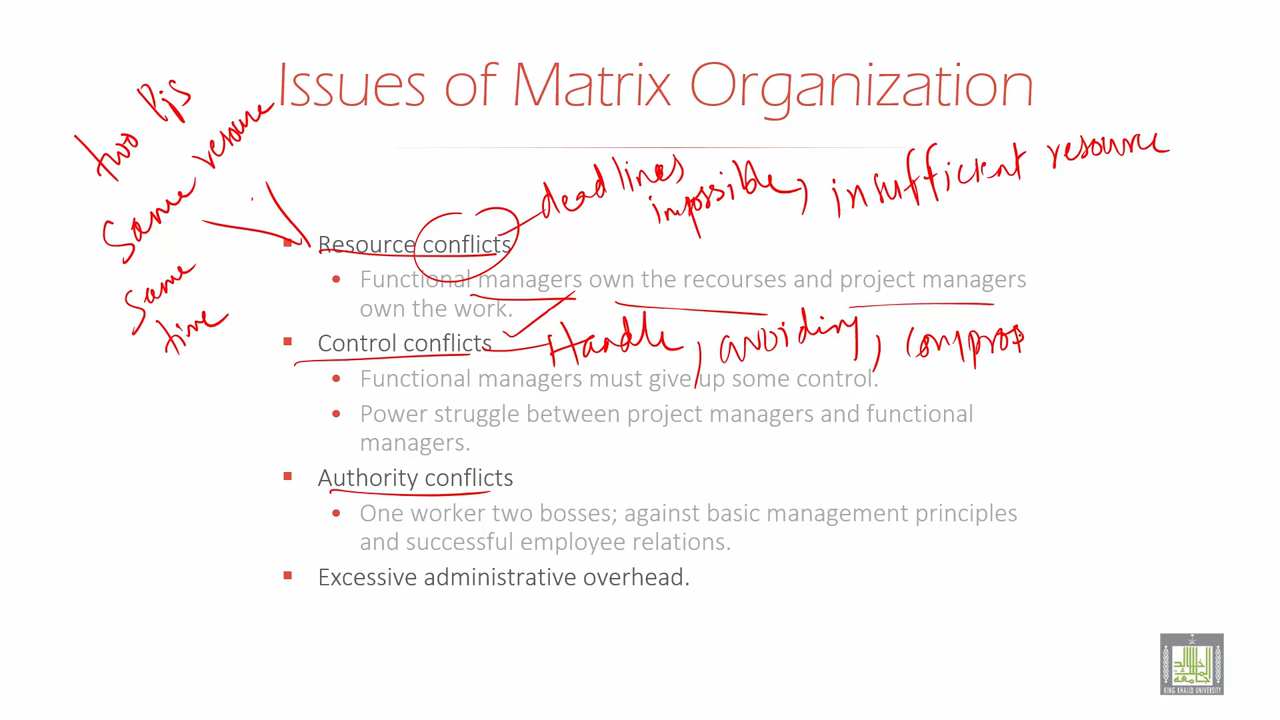 Issues of Matrix Organization
two Pjs
Same resource
Same
time
deadlines
impossible, insufficient resource
▪ Resource conflicts
• Functional managers own the recourses and project managers
own the work.
▪ Control conflicts
Handle, avoiding, comprom
• Functional managers must give up some control.
• Power struggle between project managers and functional
managers.
▪ Authority conflicts
• One worker two bosses; against basic management principles
and successful employee relations.
▪ Excessive administrative overhead.
KING KHALID UNIVERSITY